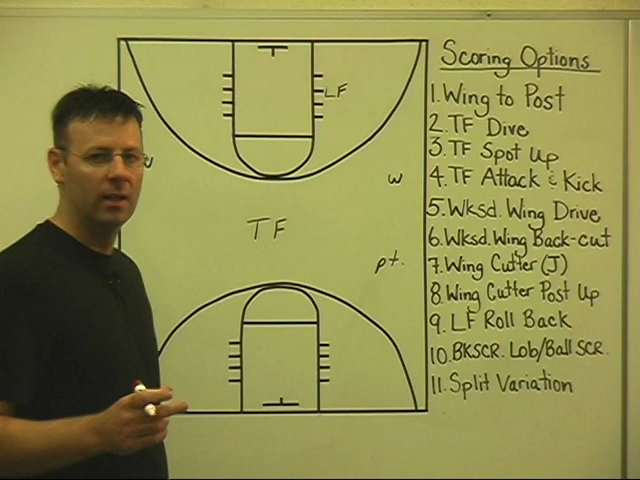 Scoring Options
1. Wing to Post
2. TF Dive
3. TF Spot Up
4. TF Attack & Kick
5. Wksd. Wing Drive
6. Wksd. Wing Back-cut
7. Wing Cutter (J)
8. Wing Cutter Post Up
9. LF Roll Back
10. BKSCR. Lob/Ball SCR.
11. Split Variation
LF
w
w
TF
pt.